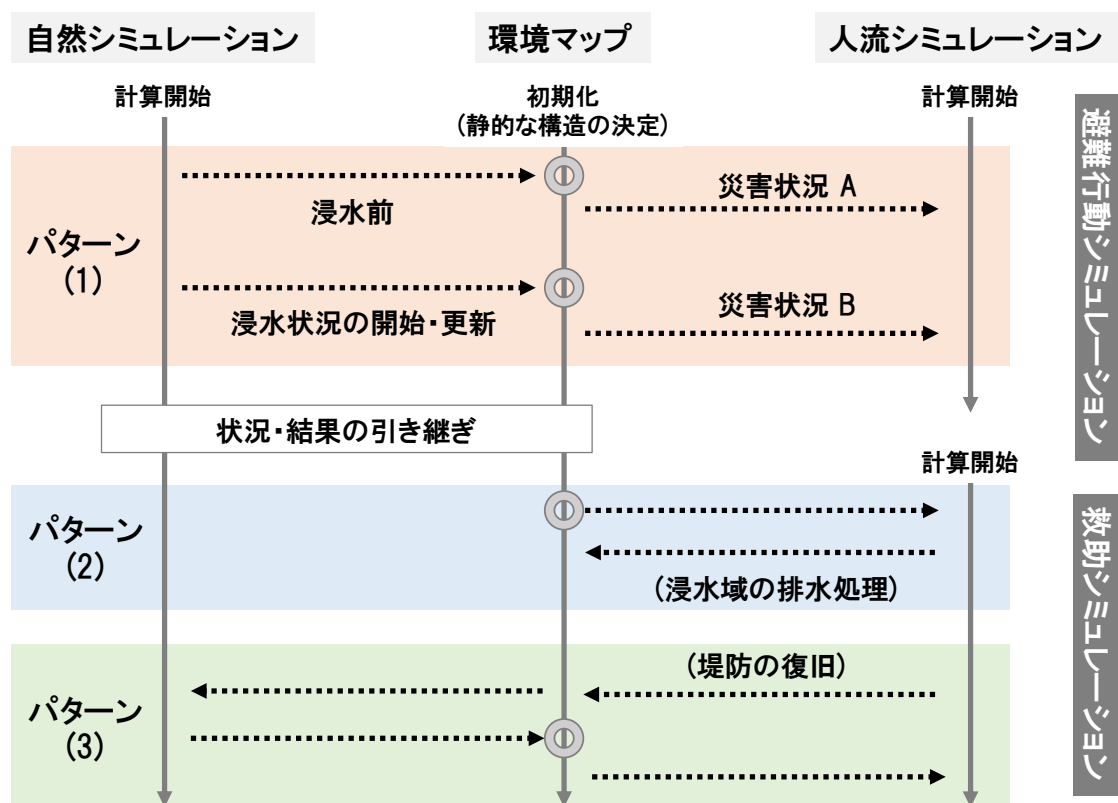 自然シミュレーション
環境マップ
人流シミュレーション
計算開始
初期化
(静的な構造の決定)
計算開始
避難行動シミュレーション
パターン
(1)
浸水前
災害状況 A
浸水状況の開始・更新
災害状況 B
状況・結果の引き継ぎ
計算開始
救助シミュレーション
パターン
(2)
(浸水域の排水処理)
パターン
(3)
(堤防の復旧)